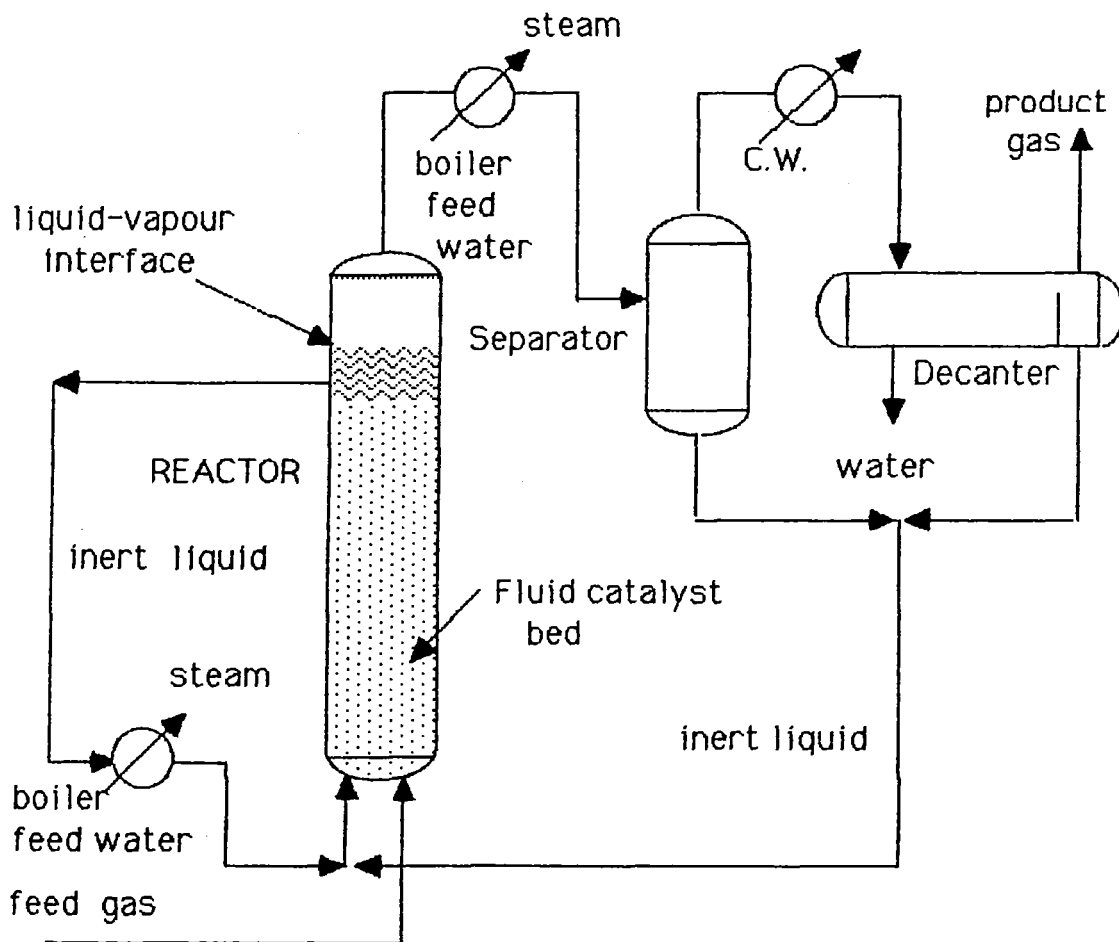 steam
product
gas
boiler
feed
water
C.W.
liquid-vapour
interface
Separator
Decanter
REACTOR
water
inert liquid
Fluid catalyst
bed
steam
inert liquid
boiler
feed water
feed gas